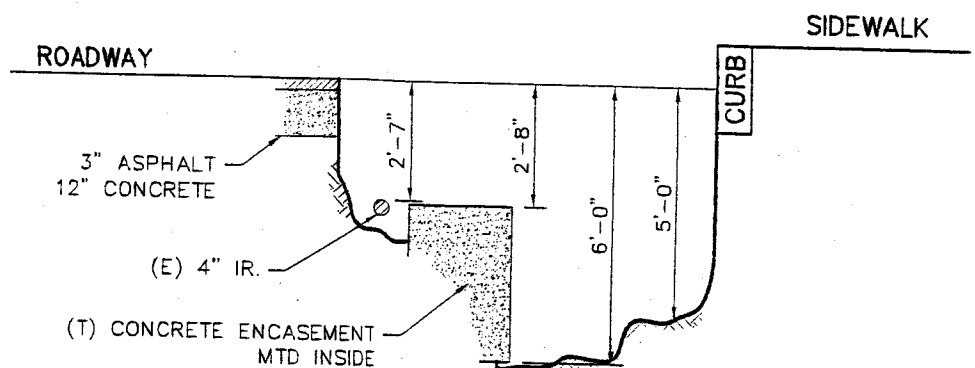 SIDEWALK
ROADWAY
CURB
2'-7"
2'-8"
6'-0"
5'-0"
3" ASPHALT
12" CONCRETE
(E) 4" IR.
(T) CONCRETE ENCASEMENT
MTD INSIDE